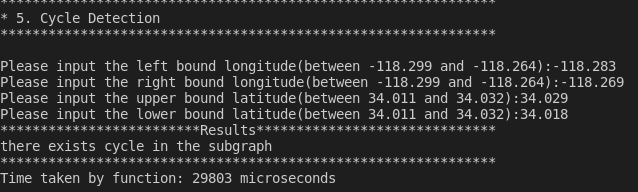 **************************************************************
* 5. Cycle Detection
**************************************************************
Please input the left bound longitude(between -118.299 and -118.264):-118.283
Please input the right bound longitude(between -118.299 and -118.264):-118.269
Please input the upper bound latitude(between 34.011 and 34.032):34.029
Please input the lower bound latitude(between 34.011 and 34.032):34.018
*************************Results******************************
there exists cycle in the subgraph
**************************************************************
Time taken by function: 29803 microseconds